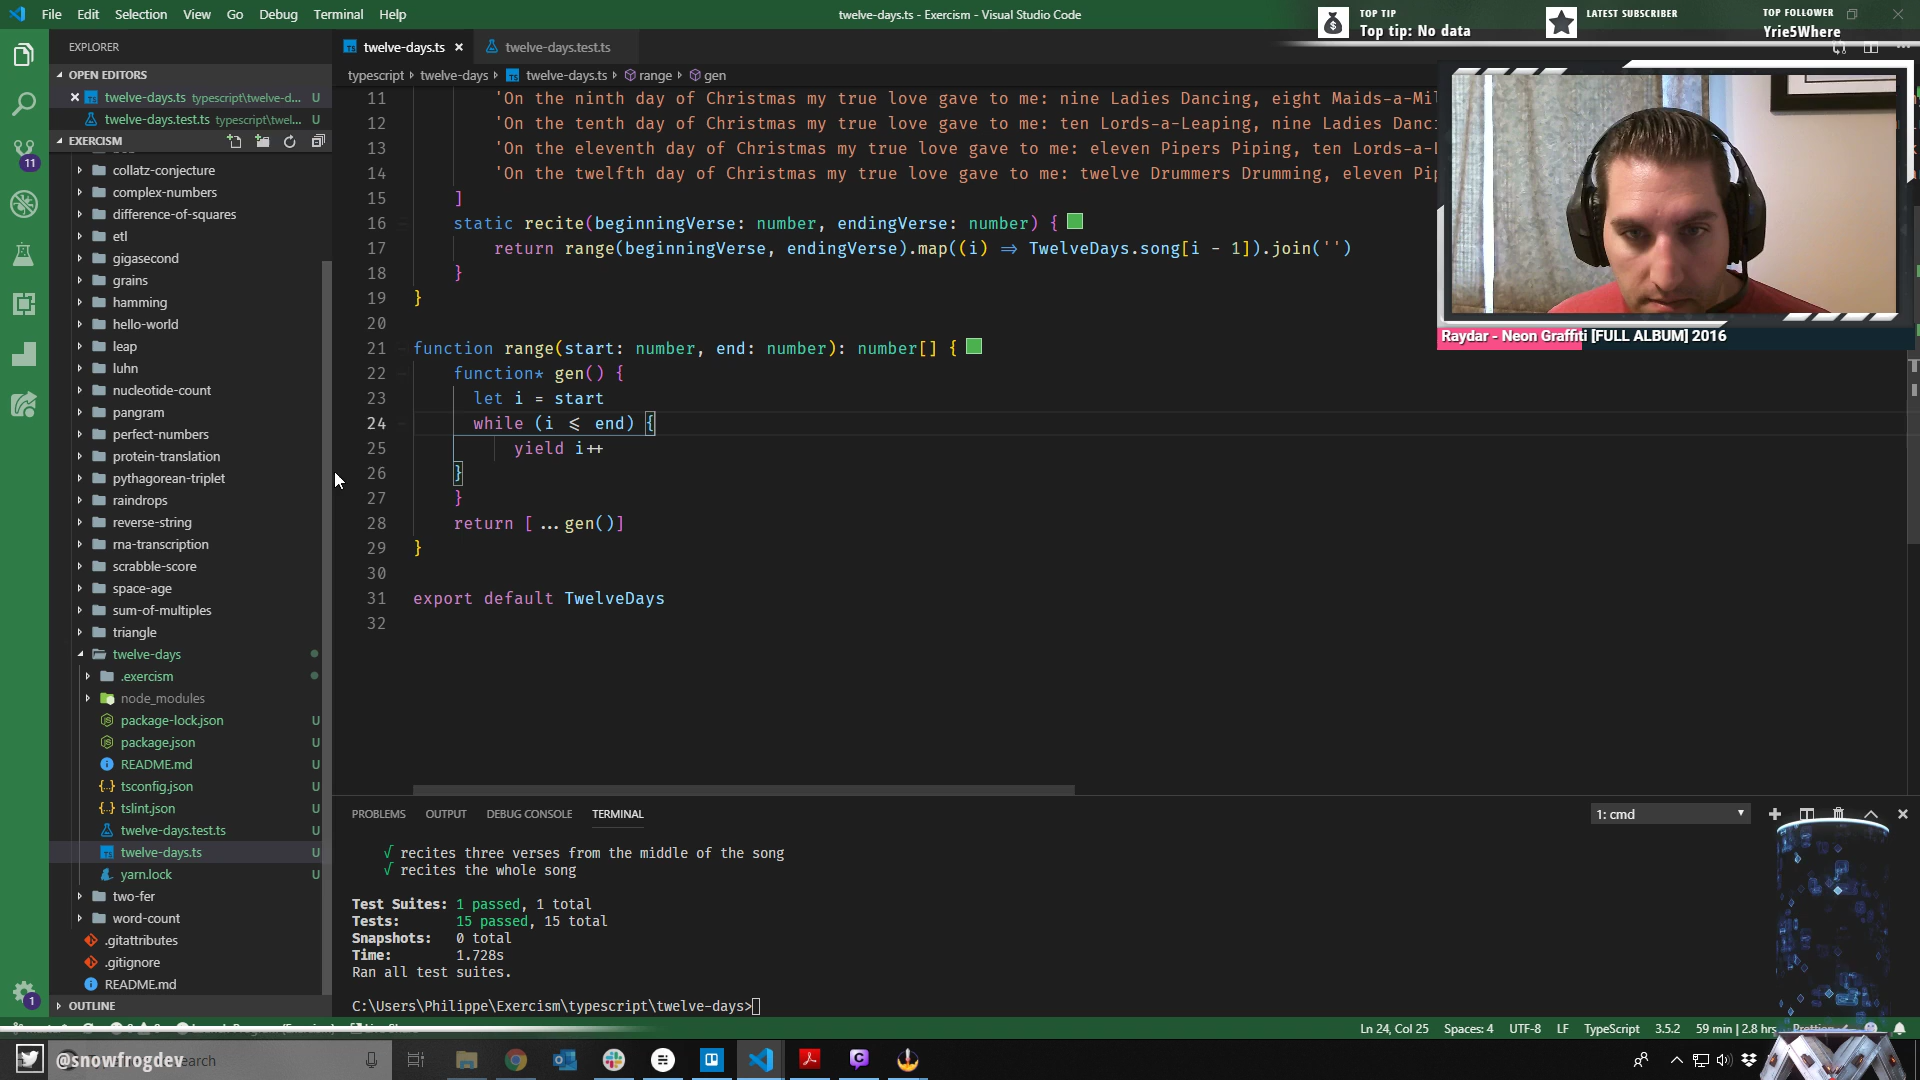 File Edit Selection View Go Debug Terminal Help
twelve-days.ts - Exercism - Visual Studio Code
TOP TIP
Top tip: No data
LATEST SUBSCRIBER
TOP FOLLOWER
Yrie5Where
EXPLORER
OPEN EDITORS
twelve-days.ts typescript\twelve-d... U
twelve-days.test.ts typescript\twel... U
EXERCISM
11
collatz-conjecture
complex-numbers
difference-of-squares
etl
gigasecond
grains
hamming
hello-world
leap
luhn
nucleotide-count
pangram
perfect-numbers
protein-translation
pythagorean-triplet
raindrops
reverse-string
rna-transcription
scrabble-score
space-age
sum-of-multiples
triangle
twelve-days
.exercism
node_modules
package-lock.json U
package.json U
README.md U
tsconfig.json U
tslint.json U
twelve-days.test.ts U
twelve-days.ts U
yarn.lock U
two-fer
word-count
.gitattributes
.gitignore
README.md
OUTLINE
1
twelve-days.ts twelve-days.test.ts
typescript twelve-days twelve-days.ts range gen
11 'On the ninth day of Christmas my true love gave to me: nine Ladies Dancing, eight Maids-a-Mil
12 'On the tenth day of Christmas my true love gave to me: ten Lords-a-Leaping, nine Ladies Danci
13 'On the eleventh day of Christmas my true love gave to me: eleven Pipers Piping, ten Lords-a-L
14 'On the twelfth day of Christmas my true love gave to me: twelve Drummers Drumming, eleven Pip
15 ]
16 static recite(beginningVerse: number, endingVerse: number) {
17 return range(beginningVerse, endingVerse).map((i) => TwelveDays.song[i - 1]).join('')
18 }
19 }
20
21 function range(start: number, end: number): number[] {
22 function* gen() {
23 let i = start
24 while (i <= end) {
25 yield i++
26 }
27 }
28 return [...gen()]
29 }
30
31 export default TwelveDays
32
Raydar - Neon Graffiti [FULL ALBUM] 2016
PROBLEMS OUTPUT DEBUG CONSOLE TERMINAL
1: cmd
√ recites three verses from the middle of the song
√ recites the whole song
Test Suites: 1 passed, 1 total
Tests: 15 passed, 15 total
Snapshots: 0 total
Time: 1.728s
Ran all test suites.
C:\Users\Philippe\Exercism\typescript\twelve-days>
Ln 24, Col 25 Spaces: 4 UTF-8 LF TypeScript 3.5.2 59 min | 2.8 hrs
@snowfrogdev